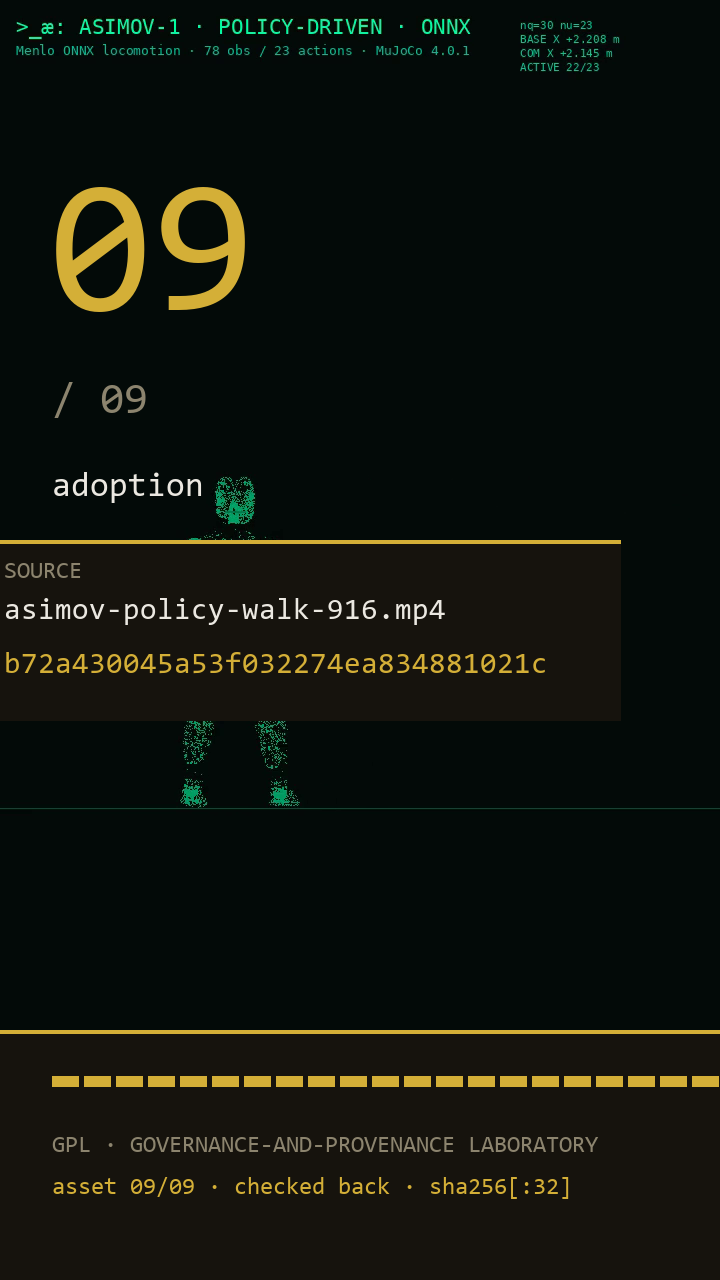 >_æ: ASIMOV-1 · POLICY-DRIVEN · ONNX
Menlo ONNX locomotion · 78 obs / 23 actions · MuJoCo 4.0.1
nq=30 nu=23
BASE X +2.208 m
COM X +2.145 m
ACTIVE 22/23
09
/ 09
adoption
SOURCE
asimov-policy-walk-916.mp4
b72a430045a53f032274ea834881021c
GPL · GOVERNANCE-AND-PROVENANCE LABORATORY
asset 09/09 · checked back · sha256[:32]